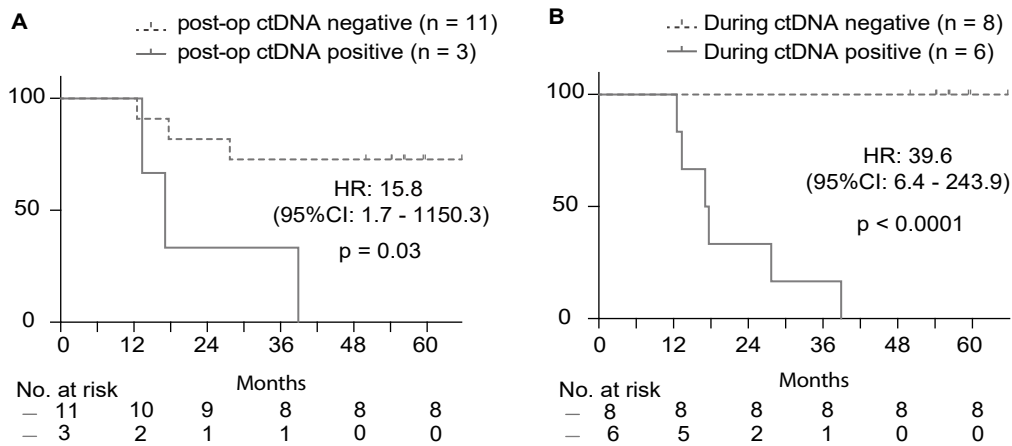 A
post-op ctDNA negative (n = 11)
post-op ctDNA positive (n = 3)
100
50
0
HR: 15.8
(95%CI: 1.7 - 1150.3)
p = 0.03
0 12 24 36 48 60
Months
No. at risk
11 10 9 8 8 8
3 2 1 1 0 0
B
During ctDNA negative (n = 8)
During ctDNA positive (n = 6)
100
50
0
HR: 39.6
(95%CI: 6.4 - 243.9)
p < 0.0001
0 12 24 36 48 60
Months
No. at risk
8 8 8 8 8 8
6 5 2 1 0 0